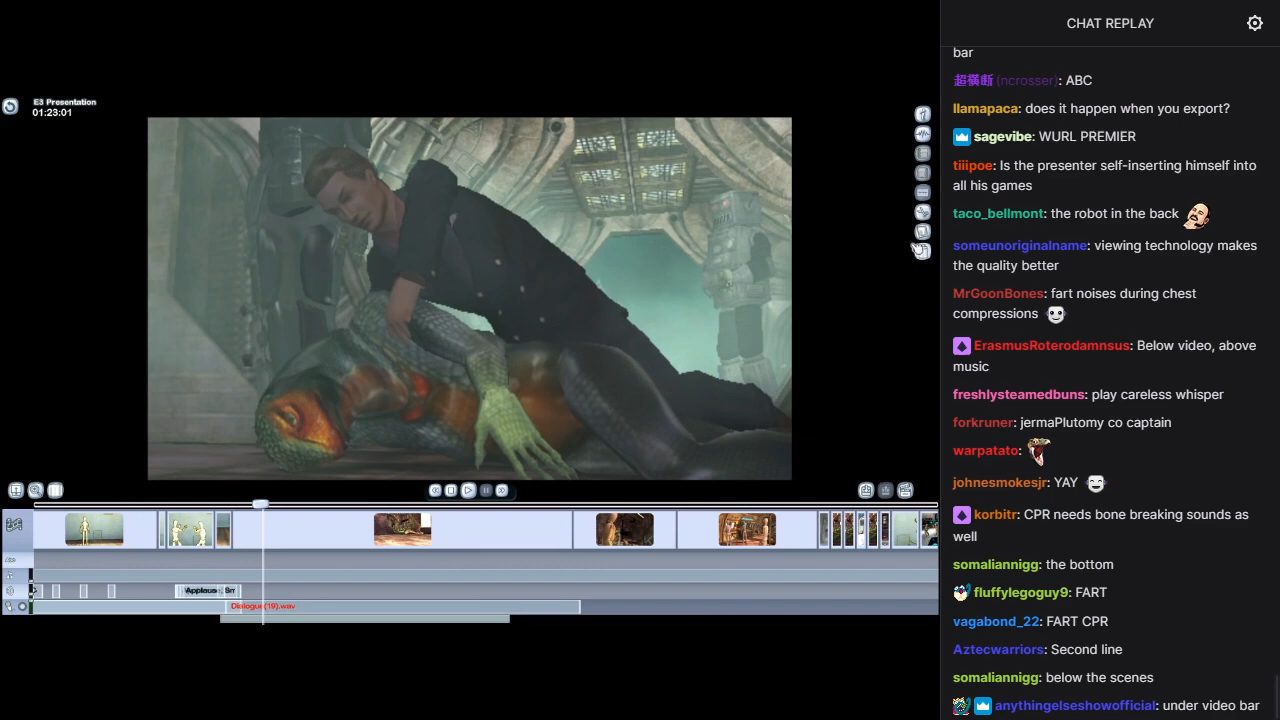 E3 Presentation
01:23:01
Applause
Dialogue (19).wav
CHAT REPLAY
bar
超橫斷 (ncrosser): ABC
llamapaca: does it happen when you export?
sagevibe: WURL PREMIER
tiiipoe: Is the presenter self-inserting himself into
all his games
taco_bellmont: the robot in the back
someunoriginalname: viewing technology makes
the quality better
MrGoonBones: fart noises during chest
compressions
ErasmusRoterodamnsus: Below video, above
music
freshlysteamedbuns: play careless whisper
forkruner: jermaPlutomy co captain
warpatato:
johnesmokesjr: YAY
korbitr: CPR needs bone breaking sounds as
well
somaliannigg: the bottom
fluffylegoguy9: FART
vagabond_22: FART CPR
Aztecwarriors: Second line
somaliannigg: below the scenes
anythingelseshowofficial: under video bar